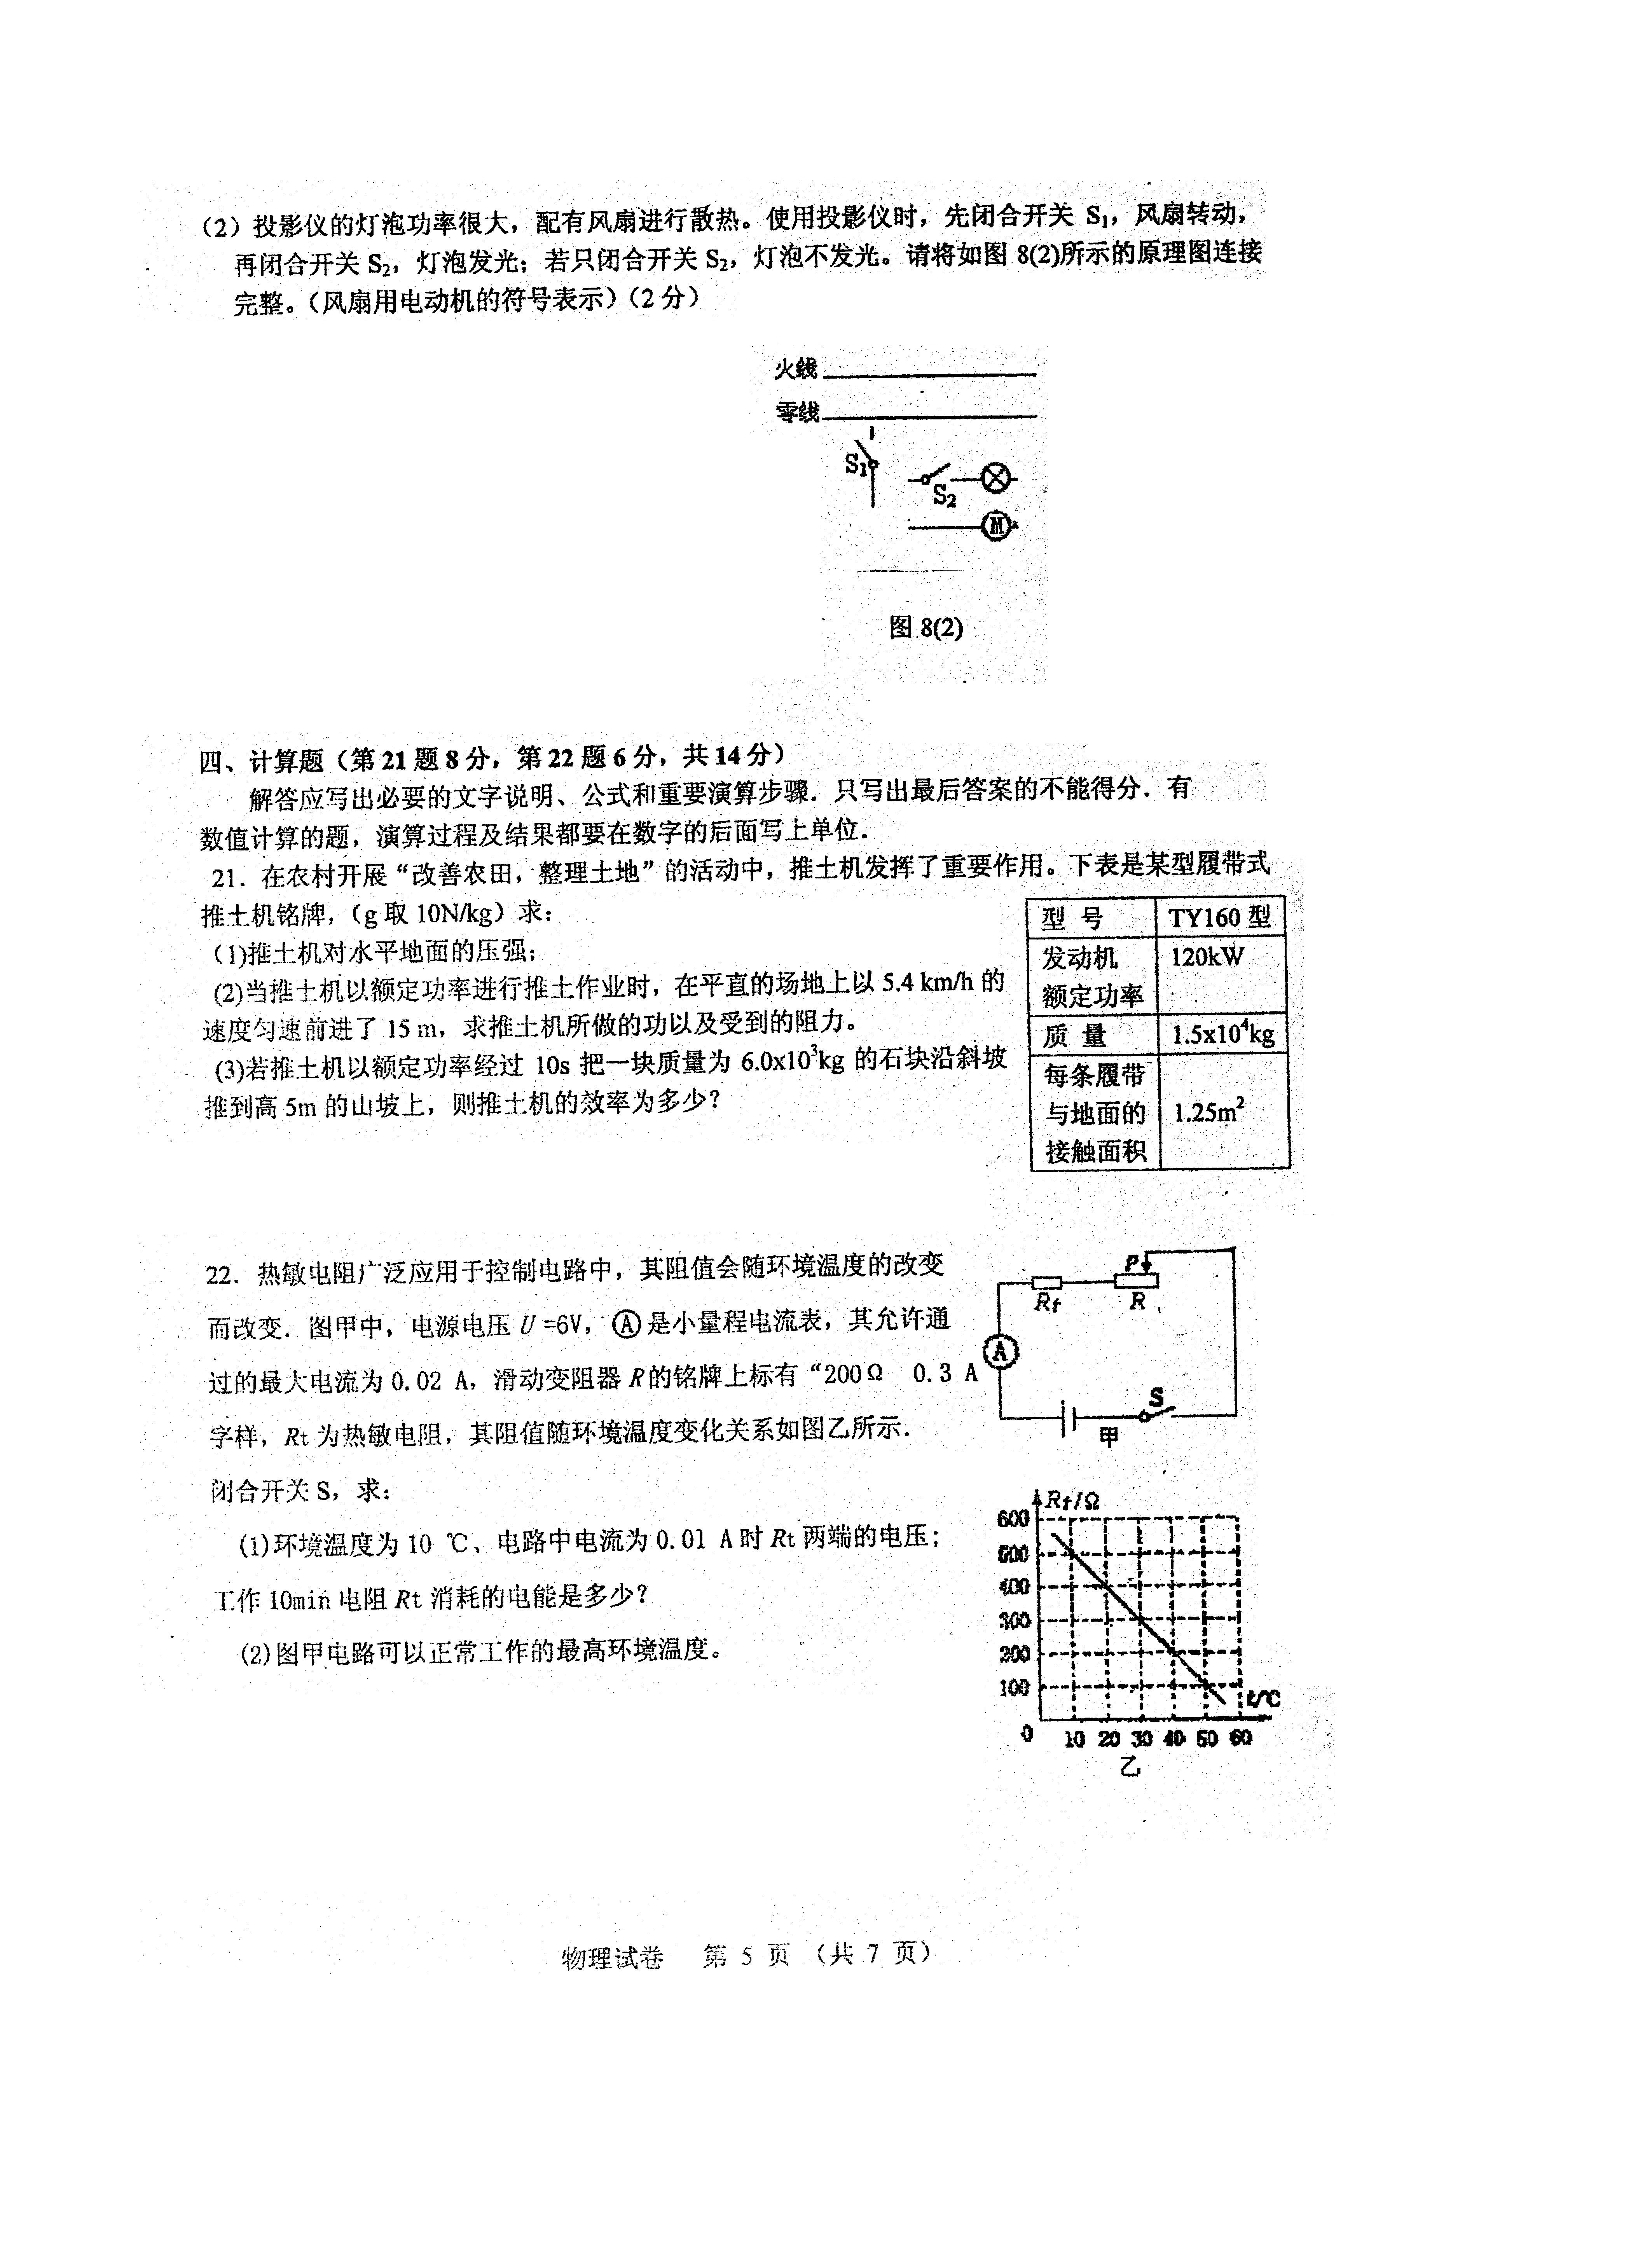 (2) 投影仪的灯泡功率很大，配有风扇进行散热。使用投影仪时，先闭合开关 S₁，风扇转动，
再闭合开关 S₂，灯泡发光；若只闭合开关 S₂，灯泡不发光。请将如图 8(2)所示的原理图连接
完整。（风扇用电动机的符号表示）（2 分）
火线
零线
S₁
S₂
M
图 8(2)
四、计算题（第 21 题 8 分，第 22 题 6 分，共 14 分）
解答应写出必要的文字说明、公式和重要演算步骤．只写出最后答案的不能得分．有
数值计算的题，演算过程及结果都要在数字的后面写上单位．
21．在农村开展“改善农田，整理土地”的活动中，推土机发挥了重要作用。下表是某型履带式
推土机铭牌，（g 取 10N/kg）求：
(1)推土机对水平地面的压强；
(2)当推土机以额定功率进行推土作业时，在平直的场地上以 5.4 km/h 的
速度匀速前进了 15 m，求推土机所做的功以及受到的阻力。
(3)若推土机以额定功率经过 10s 把一块质量为 6.0x10³kg 的石块沿斜坡
推到高 5m 的山坡上，则推土机的效率为多少？
型 号 TY160 型
发动机 120kW
额定功率
质 量 1.5x10⁴kg
每条履带
与地面的 1.25m²
接触面积
22．热敏电阻广泛应用于控制电路中，其阻值会随环境温度的改变
而改变．图甲中，电源电压 U =6V，Ⓐ是小量程电流表，其允许通
过的最大电流为 0.02 A，滑动变阻器 R的铭牌上标有“200Ω 0.3 A
字样，Rt 为热敏电阻，其阻值随环境温度变化关系如图乙所示．
闭合开关 S，求：
(1)环境温度为 10 ℃、电路中电流为 0.01 A时 Rt 两端的电压；
工作 10min 电阻 Rt 消耗的电能是多少？
(2)图甲电路可以正常工作的最高环境温度。
P
Rt
R
A
S
甲
Rt/Ω
600
500
400
300
200
100
t/℃
0 10 20 30 40 50 60
乙
物理试卷 第 5 页 （共 7 页）